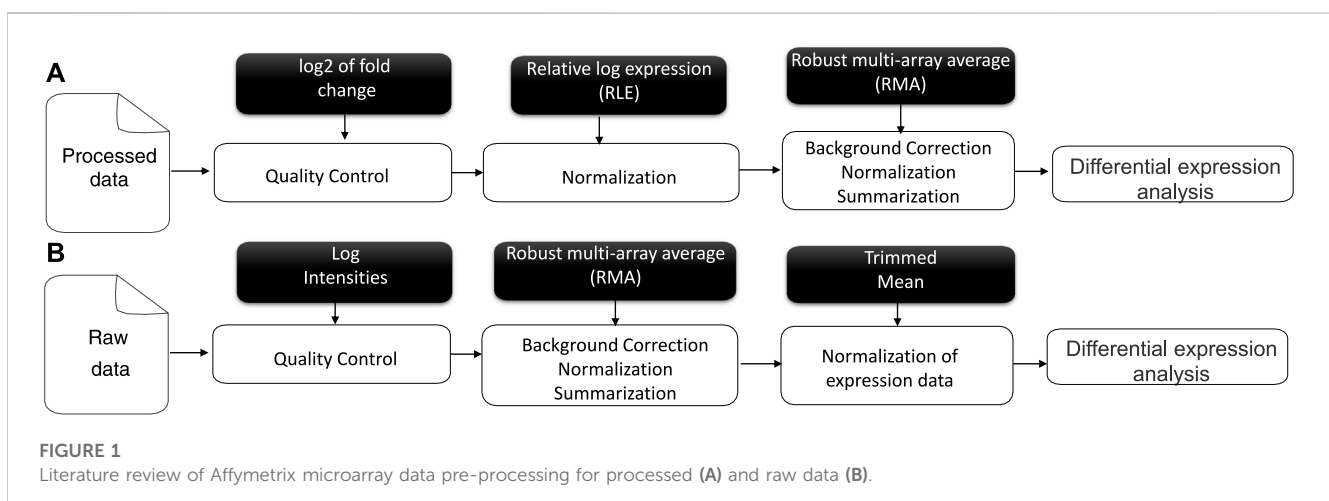 A
Processed
data
log2 of fold
change
Quality Control
Relative log expression
(RLE)
Normalization
Robust multi-array average
(RMA)
Background Correction
Normalization
Summarization
Differential expression
analysis
B
Raw
data
Log
Intensities
Quality Control
Robust multi-array average
(RMA)
Background Correction
Normalization
Summarization
Trimmed
Mean
Normalization of
expression data
Differential expression
analysis
FIGURE 1
Literature review of Affymetrix microarray data pre-processing for processed (A) and raw data (B).